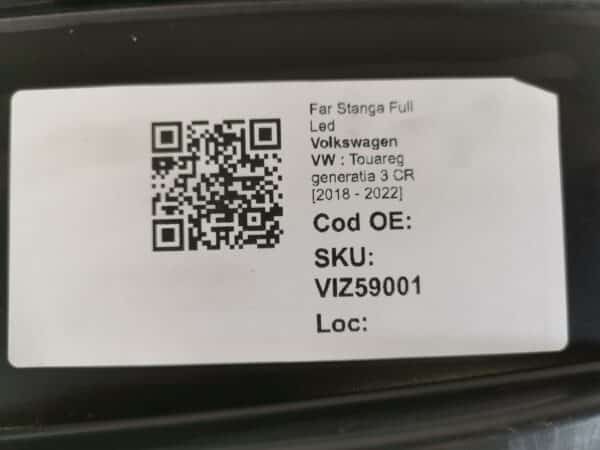 Far Stanga Full
Led
Volkswagen
VW : Touareg
generatia 3 CR
[2018 - 2022]
Cod OE:
SKU:
VIZ59001
Loc: